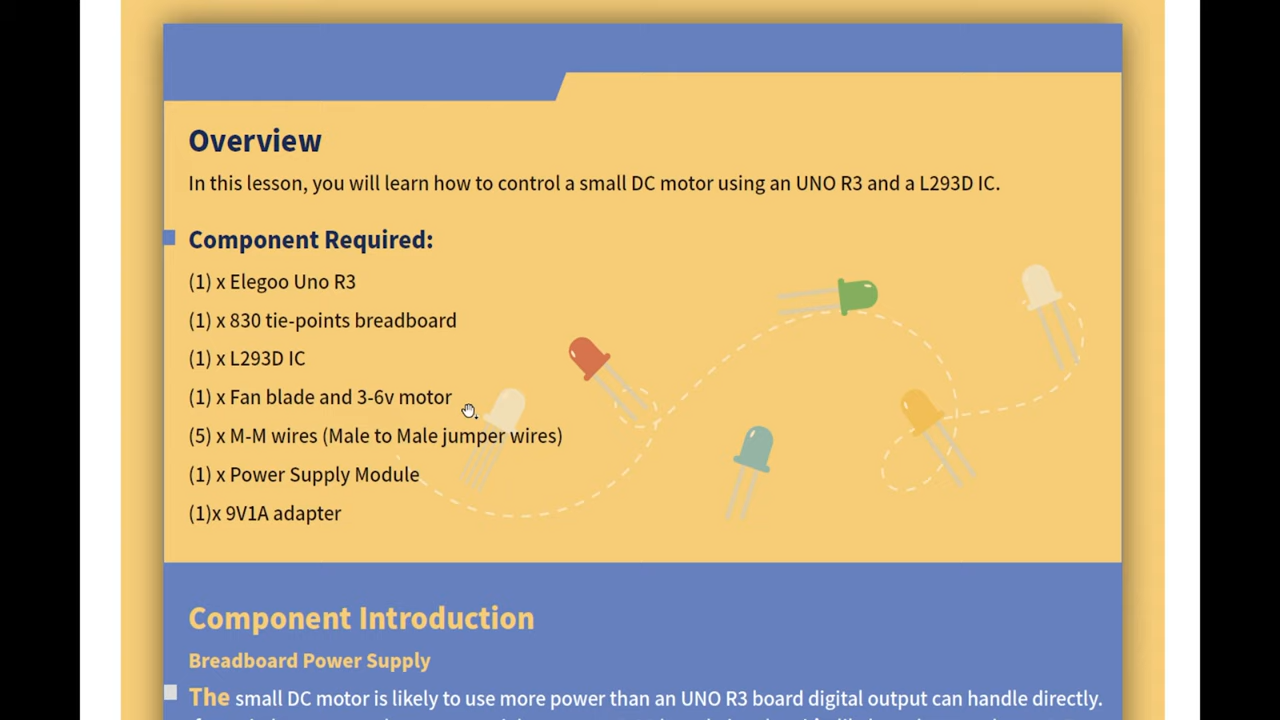 Overview
In this lesson, you will learn how to control a small DC motor using an UNO R3 and a L293D IC.
Component Required:
(1) x Elegoo Uno R3
(1) x 830 tie-points breadboard
(1) x L293D IC
(1) x Fan blade and 3-6v motor
(5) x M-M wires (Male to Male jumper wires)
(1) x Power Supply Module
(1)x 9V1A adapter
Component Introduction
Breadboard Power Supply
The small DC motor is likely to use more power than an UNO R3 board digital output can handle directly.